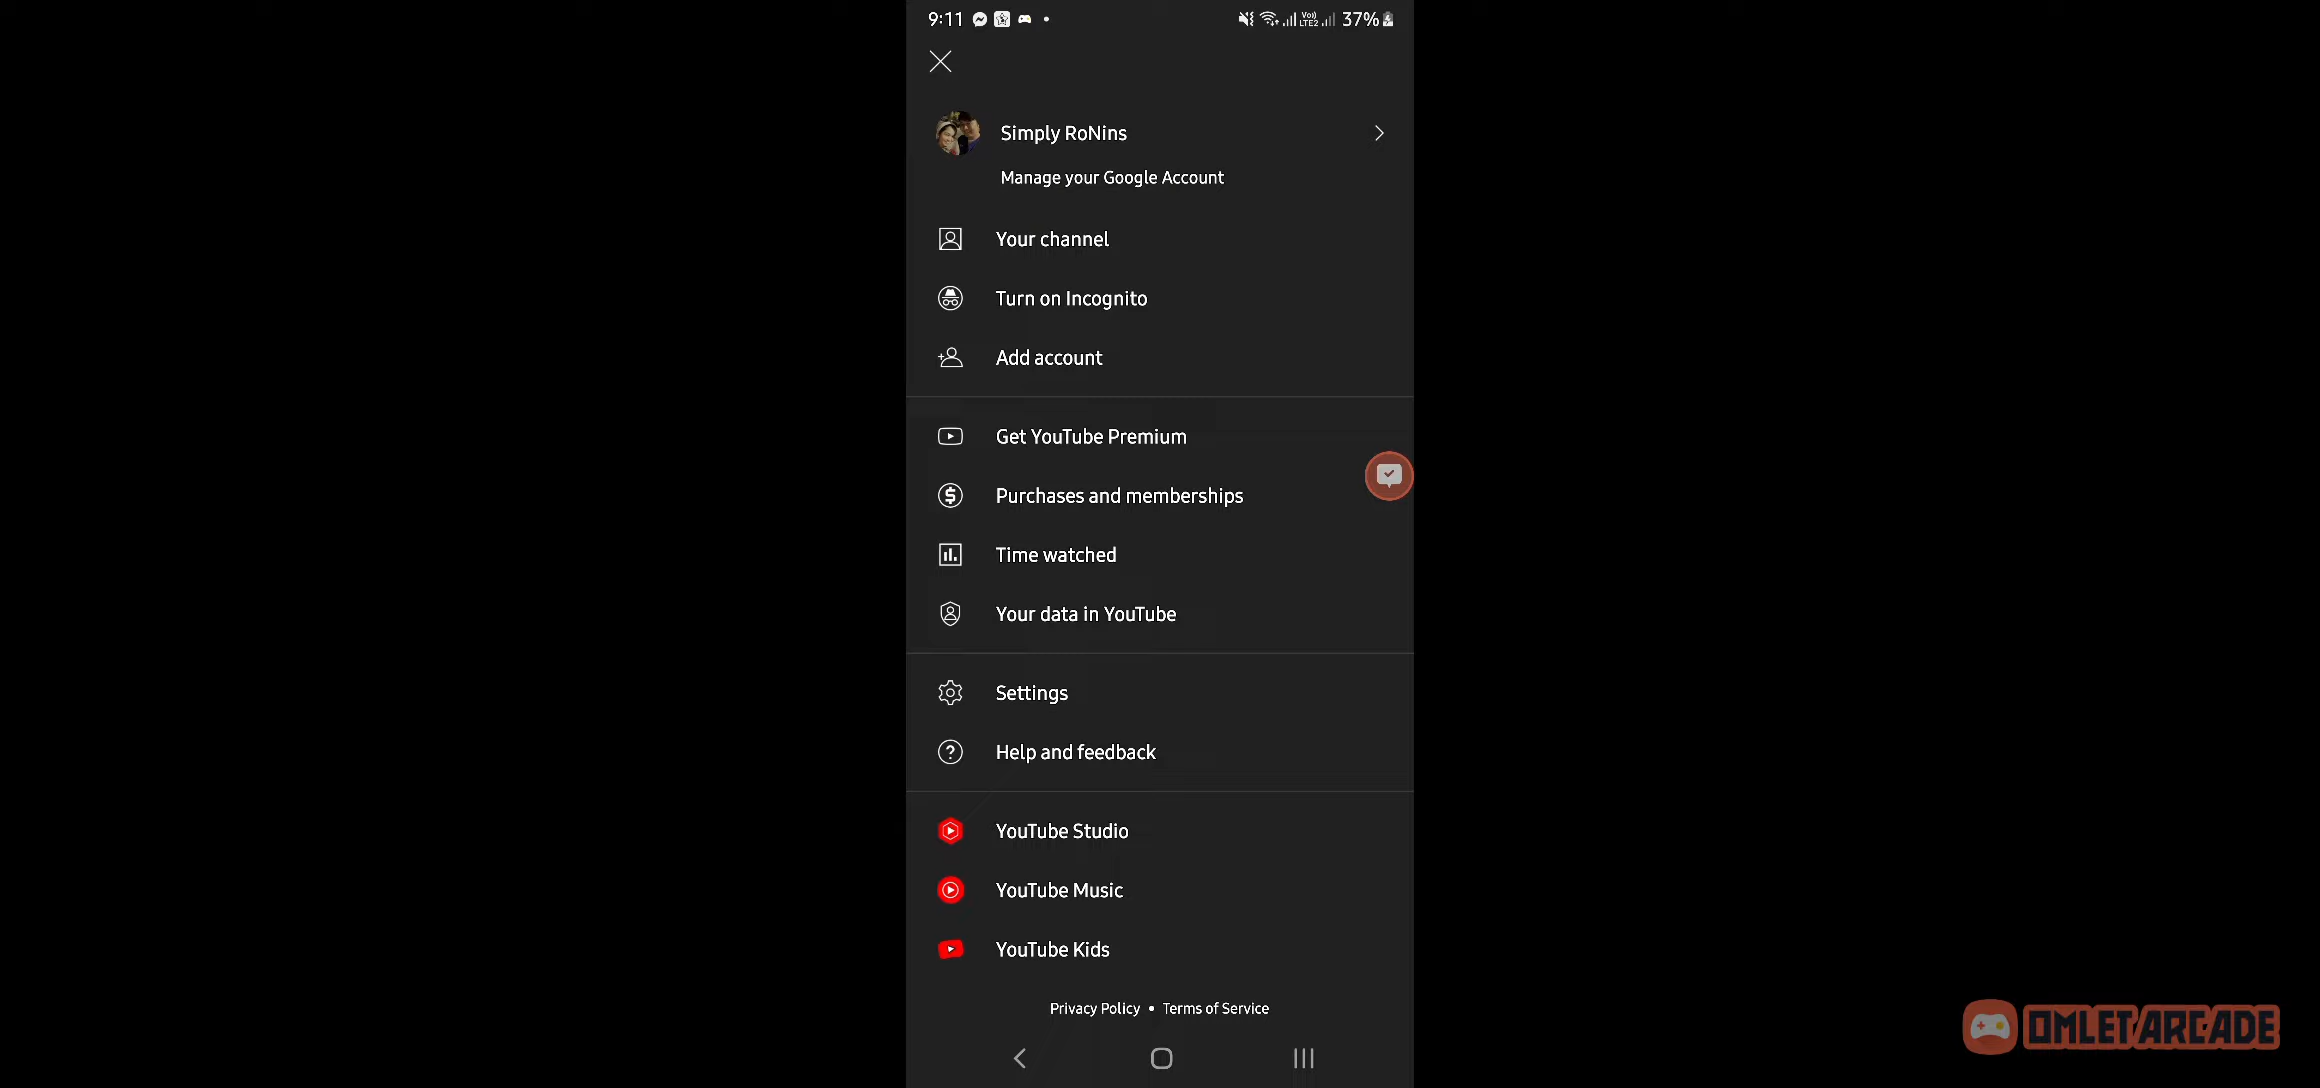 9:11
Vo) LTE2 37%
Simply RoNins
Manage your Google Account
Your channel
Turn on Incognito
Add account
Get YouTube Premium
Purchases and memberships
Time watched
Your data in YouTube
Settings
Help and feedback
YouTube Studio
YouTube Music
YouTube Kids
Privacy Policy • Terms of Service
OMLET ARCADE